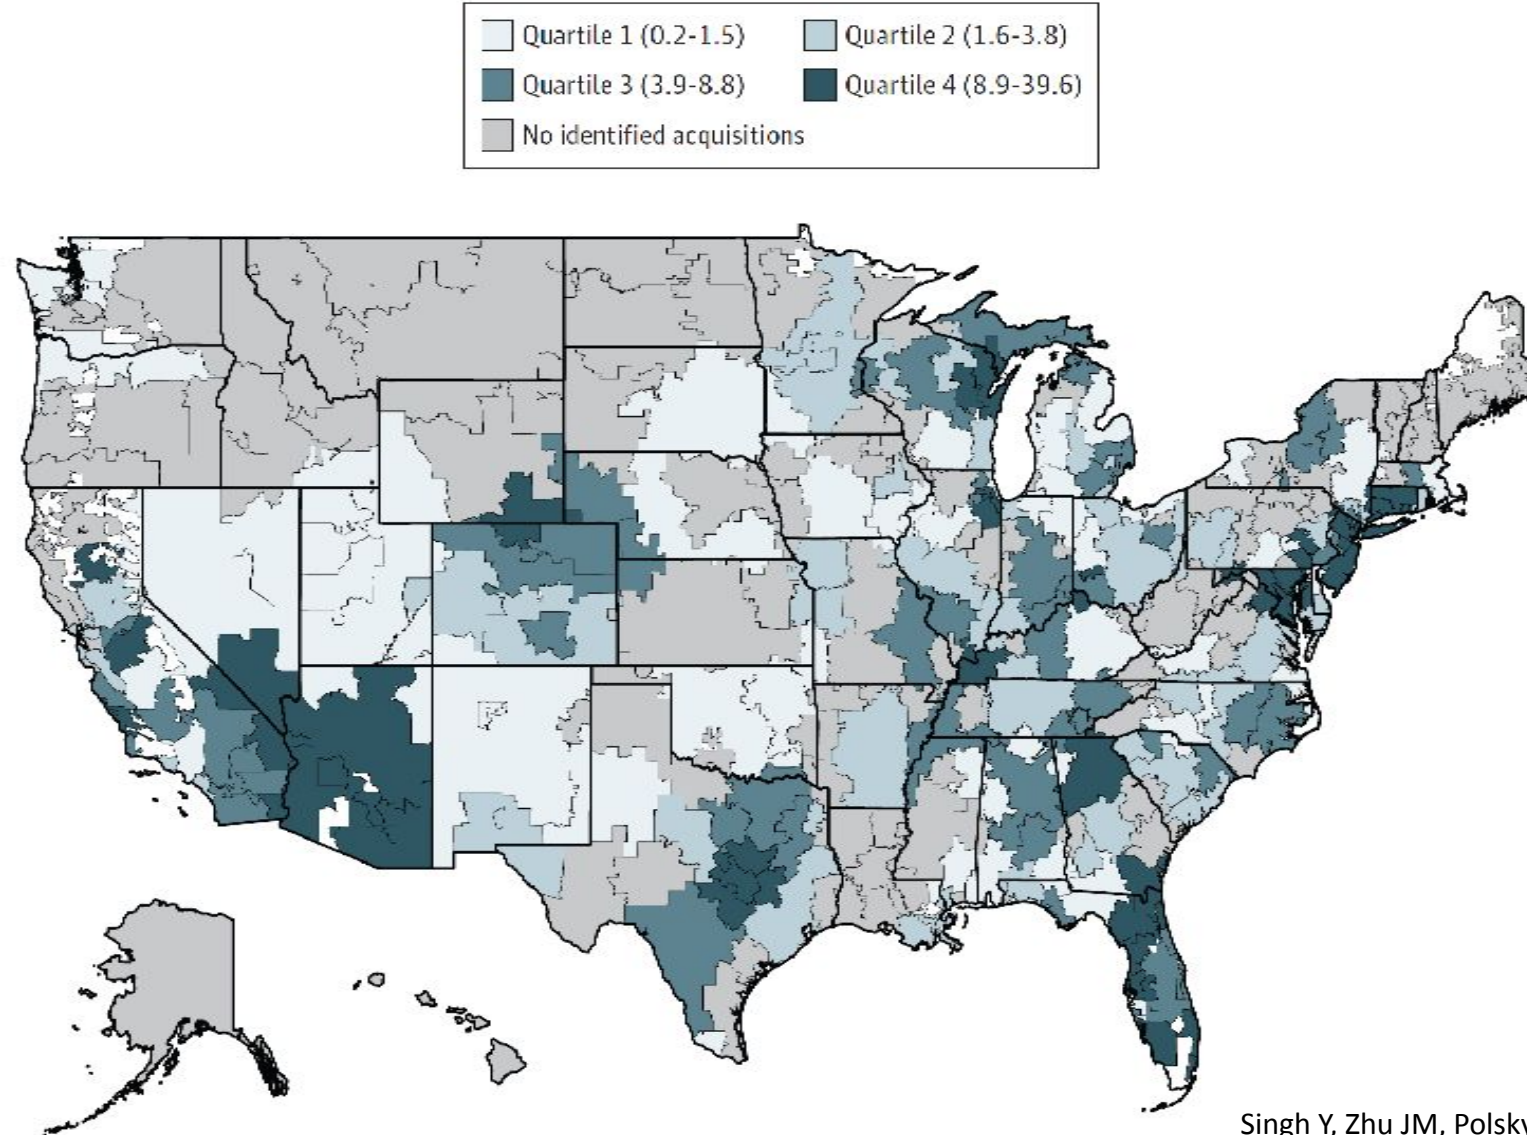 Quartile 1 (0.2-1.5) Quartile 2 (1.6-3.8)
Quartile 3 (3.9-8.8) Quartile 4 (8.9-39.6)
No identified acquisitions
Singh Y, Zhu JM, Polsky